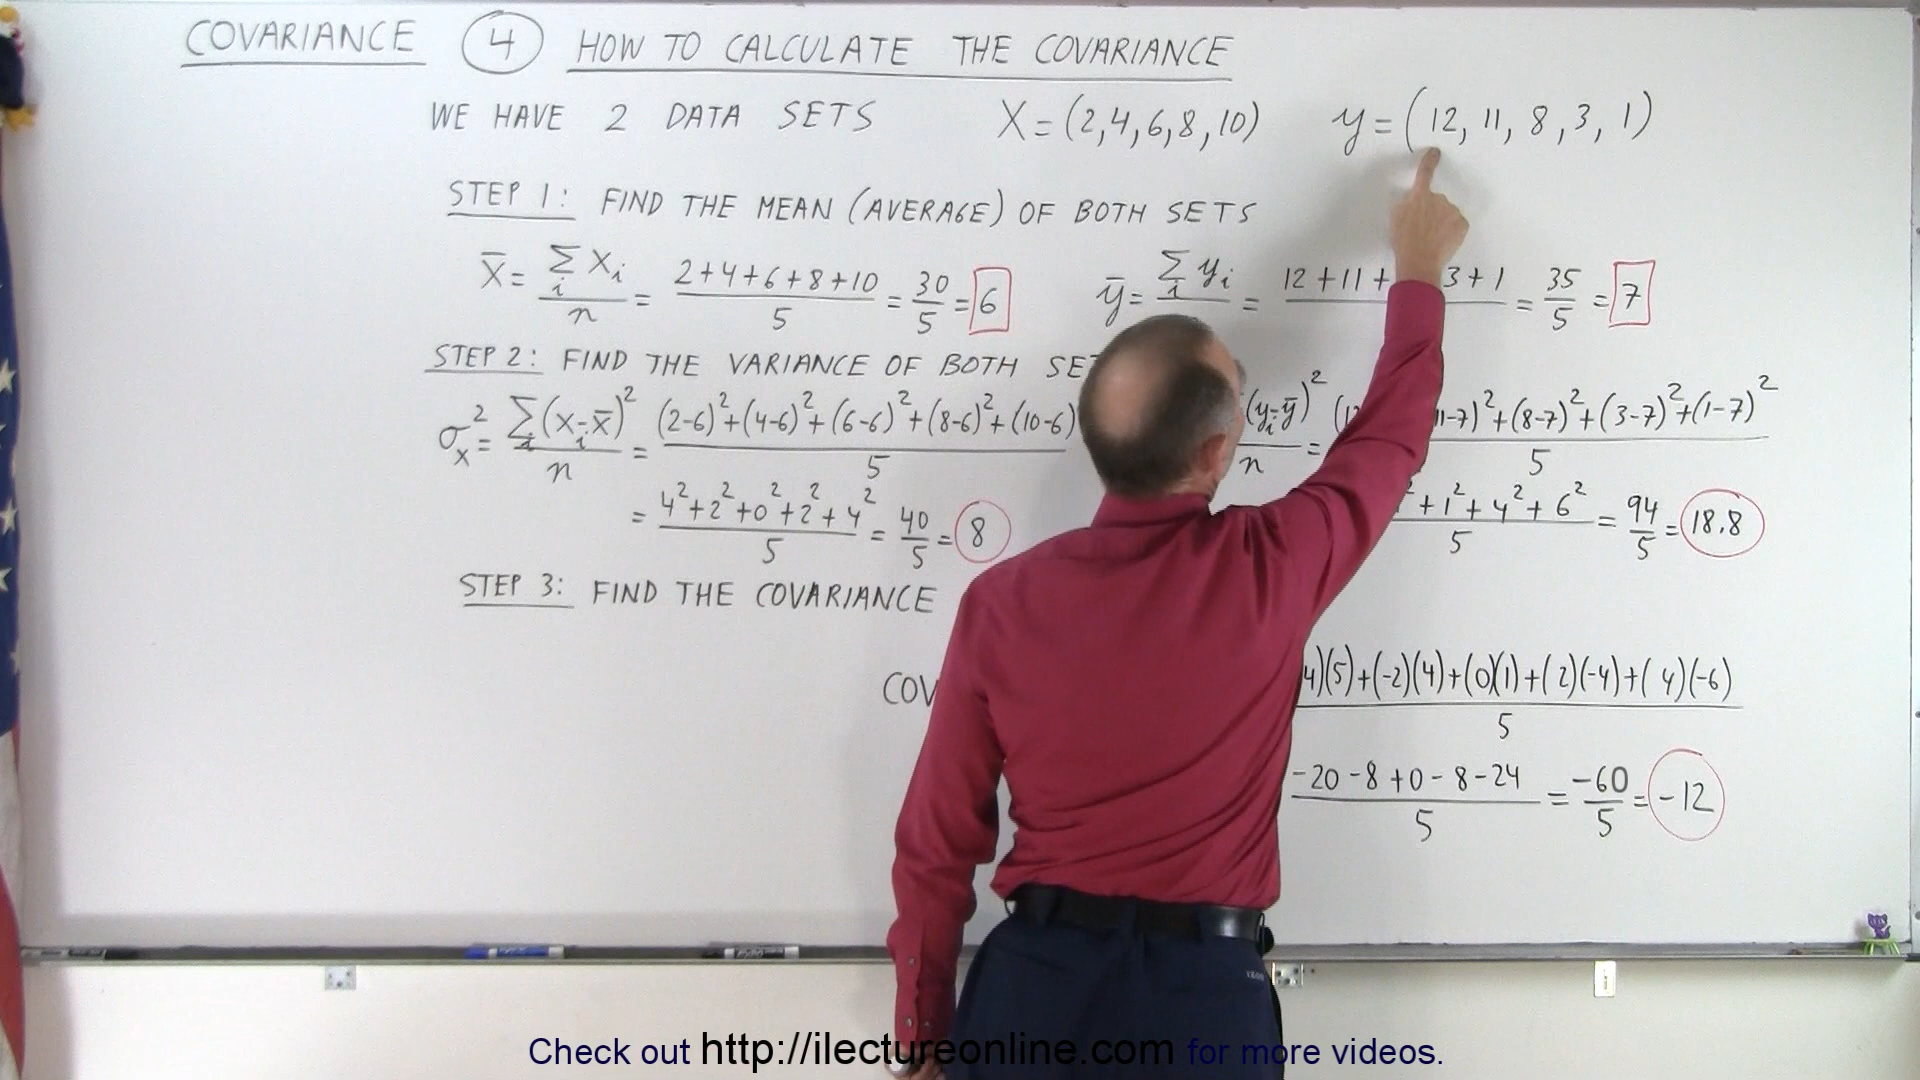 COVARIANCE 4 HOW TO CALCULATE THE COVARIANCE
WE HAVE 2 DATA SETS X = (2,4,6,8,10) y = (12, 11, 8, 3, 1)
STEP 1: FIND THE MEAN (AVERAGE) OF BOTH SETS
X̄ = Σᵢ Xᵢ / n = 2+4+6+8+10 / 5 = 30/5 = 6 ȳ = Σᵢ yᵢ = 12+11+ 3+1 = 35/5 = 7
STEP 2: FIND THE VARIANCE OF BOTH
σₓ² = Σᵢ(Xᵢ-X̄)² / n = (2-6)²+(4-6)²+(6-6)²+(8-6)²+(10-6) / 5 (yᵢ-ȳ)² / n = 11-7)²+(8-7)²+(3-7)²+(1-7)² / 5
= 4²+2²+0²+2²+4² / 5 = 40/5 = 8 +1²+4²+6² / 5 = 94/5 = 18.8
STEP 3: FIND THE COVARIANCE
COV 4)(5)+(-2)(4)+(0)(1)+(2)(-4)+(4)(-6) / 5
-20-8+0-8-24 / 5 = -60/5 = -12
Check out http://ilectureonline.com for more videos.